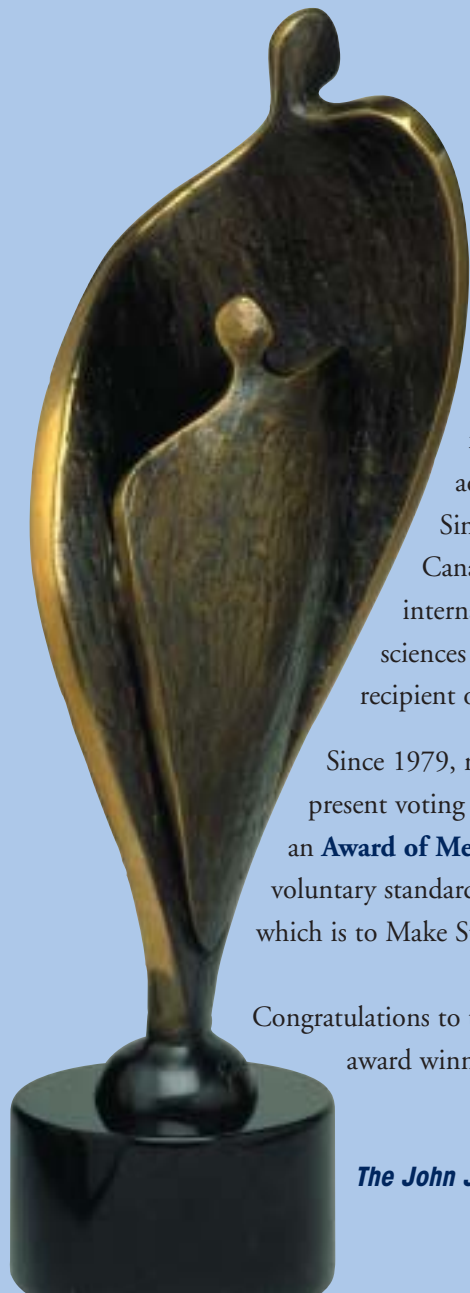 Sin
Cana
intern
sciences
recipient o
Since 1979,
present voting
an Award of Me
voluntary standard
which is to Make S
Congratulations to
award winn
The John J